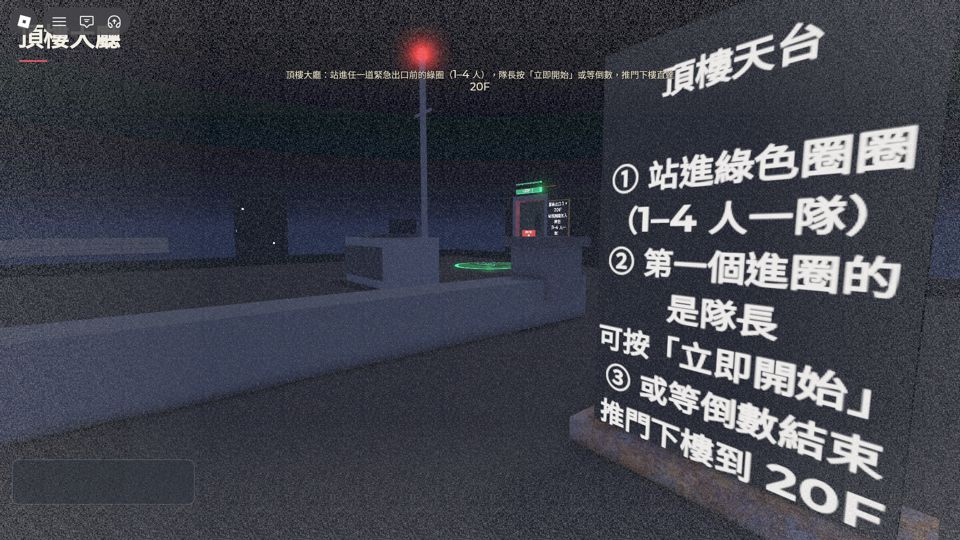 頂樓大廳
頂樓大廳：站進任一道緊急出口前的綠圈（1–4 人），隊長按「立即開始」或等倒數，推門下樓直
20F
頂樓天台
① 站進綠色圈圈
（1–4 人一隊）
② 第一個進圈的
是隊長
可按「立即開始」
③ 或等倒數結束
推門下樓到 20F